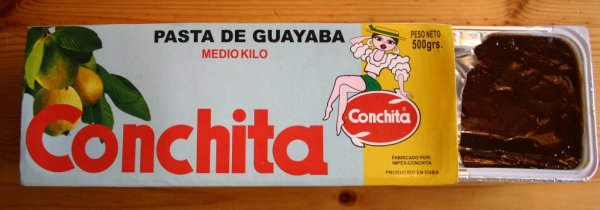 PASTA DE GUAYABA
MEDIO KILO
PESO NETO
500grs.
Conchita
Conchita
FABRICADO POR:
IMPEX-CONCHITA
PRODUCIDO EN CUBA